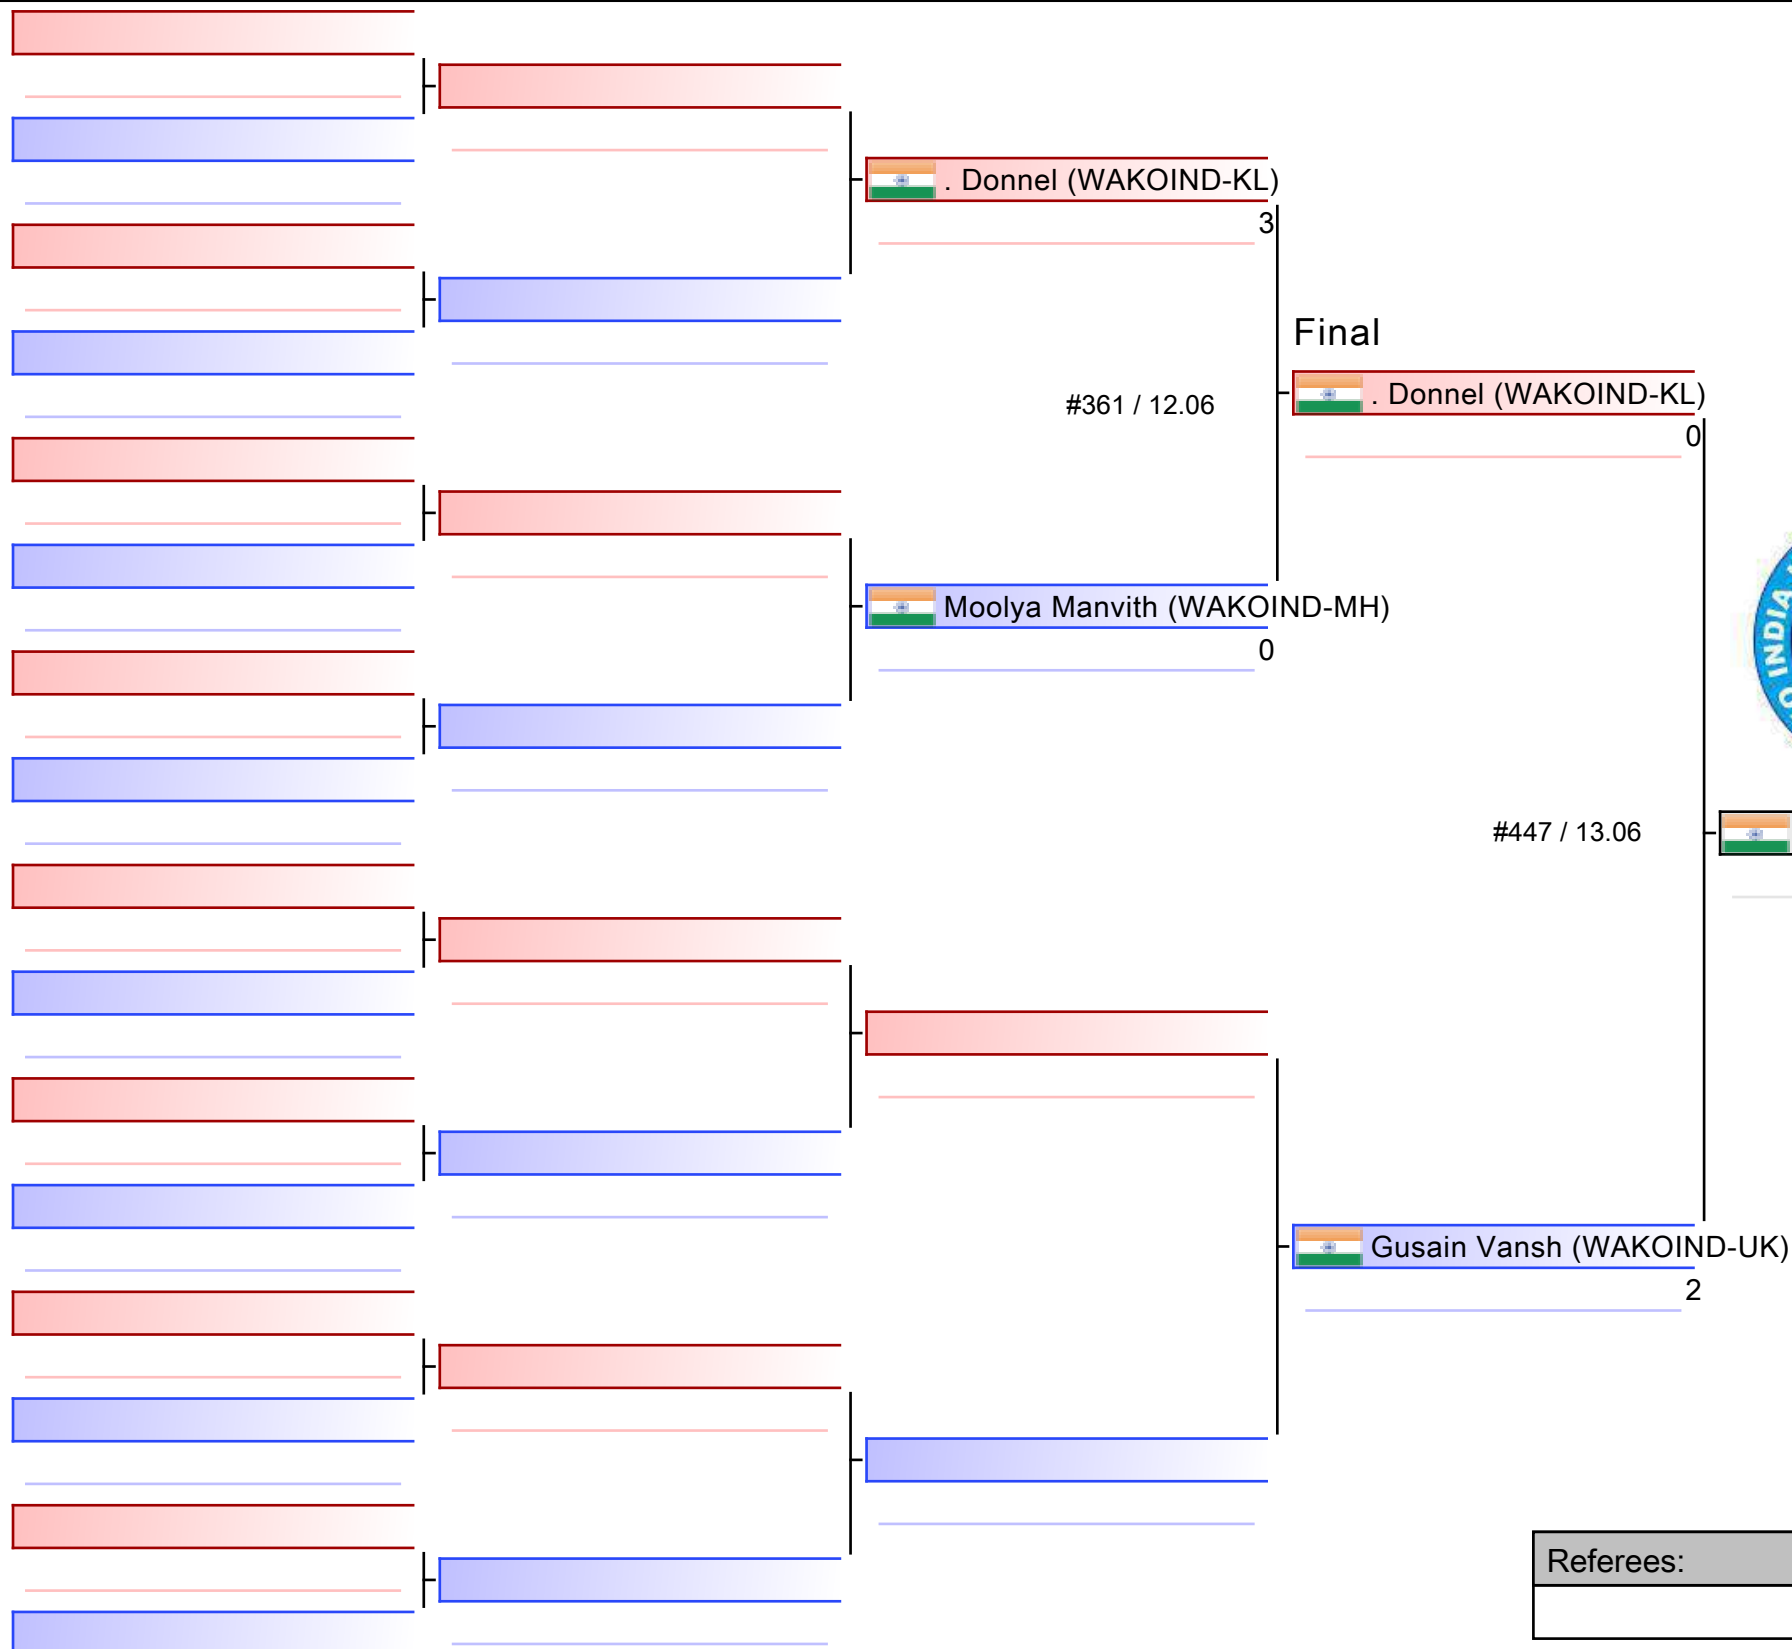 . Donnel (WAKOIND-KL)
3
Final
#361 / 12.06
. Donnel (WAKOIND-KL)
0
Moolya Manvith (WAKOIND-MH)
0
INDIA
#447 / 13.06
Gusain Vansh (WAKOIND-UK)
2
Referees: